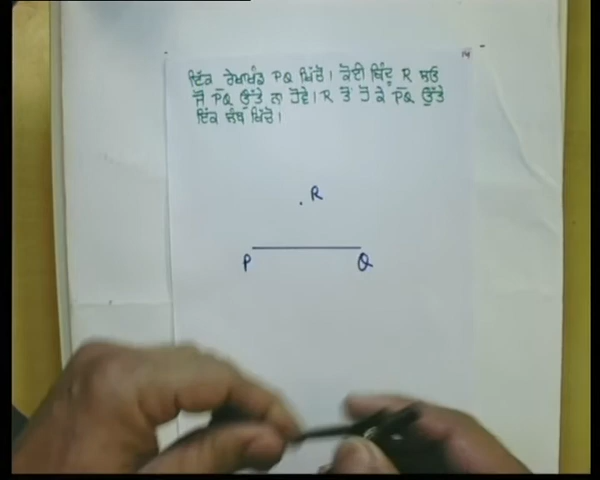 ਇੱਕ ਰੇਖਾਖੰਡ PQ ਖਿੱਚੋ। ਕੋਈ ਬਿੰਦੂ R ਲਓ
ਜੋ PQ ਉੱਤੇ ਨਾ ਹੋਵੇ। R ਤੋਂ ਹੋ ਕੇ PQ ਉੱਤੇ
ਇੱਕ ਲੰਬ ਖਿੱਚੋ।
R
P Q